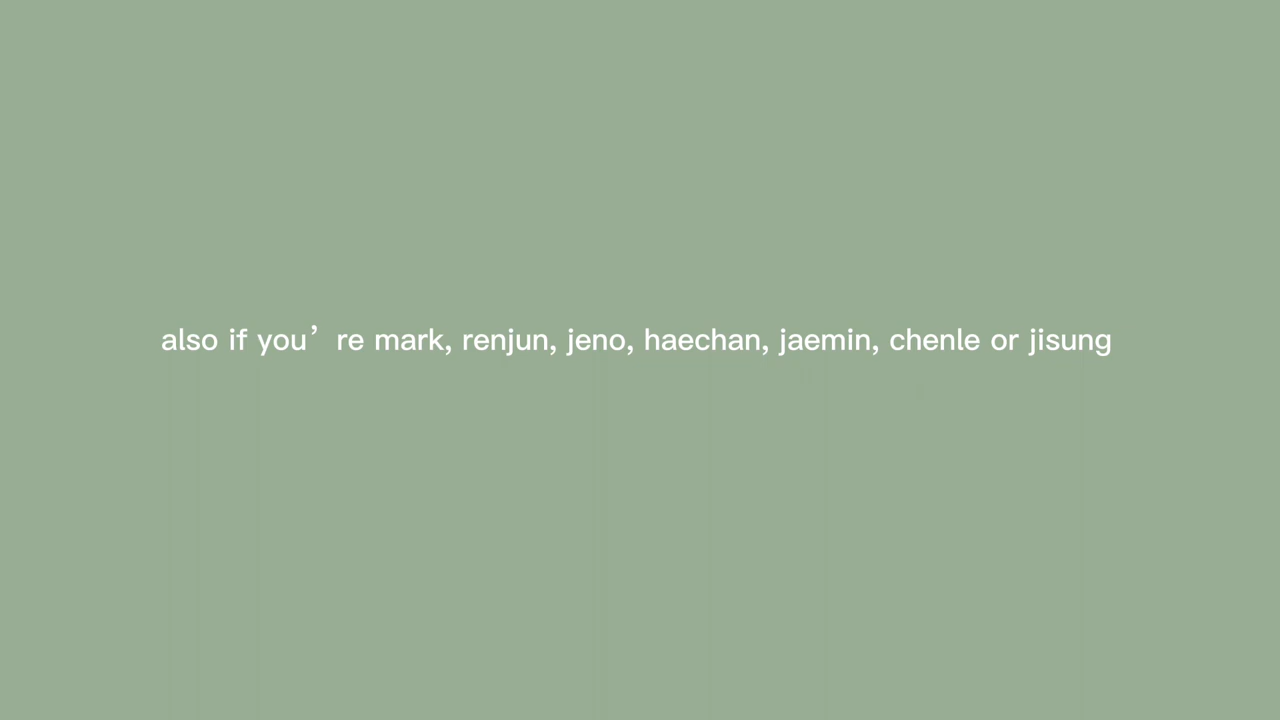 also if you’re mark, renjun, jeno, haechan, jaemin, chenle or jisung